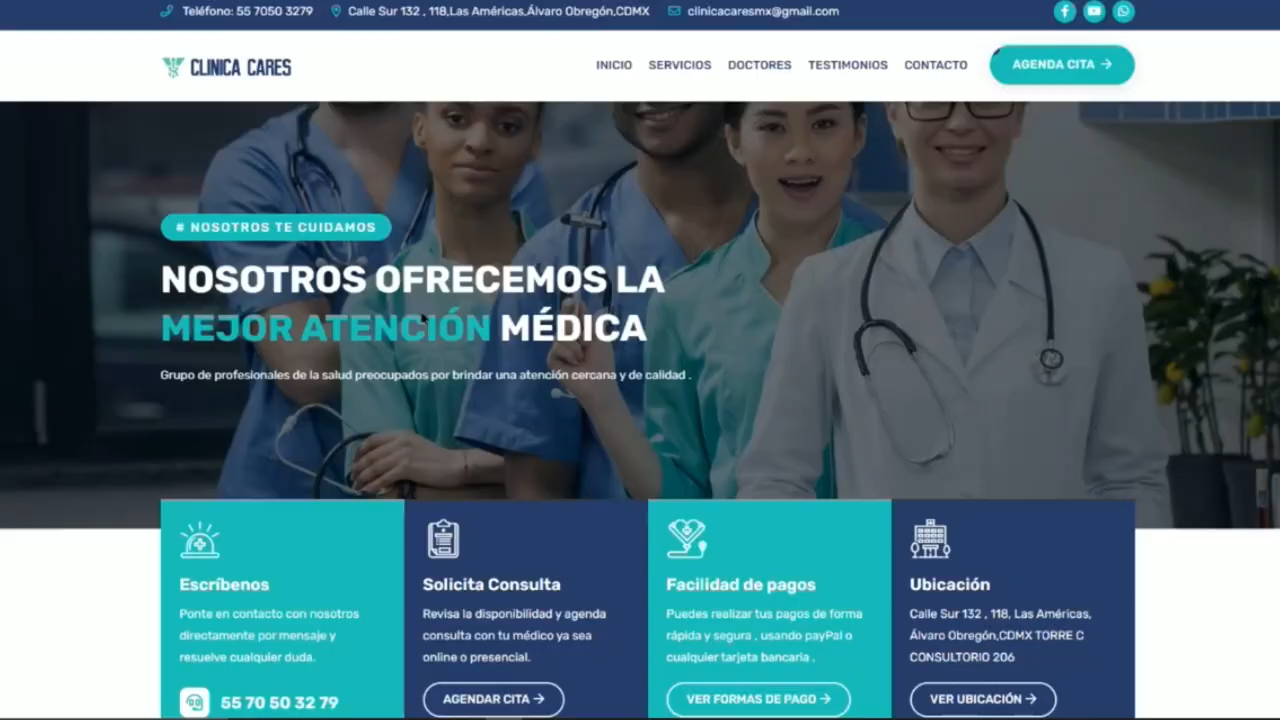 Teléfono: 55 7050 3279
Calle Sur 132 , 118,Las Américas,Álvaro Obregón,CDMX
clinicacaresmx@gmail.com
CLINICA CARES
INICIO
SERVICIOS
DOCTORES
TESTIMONIOS
CONTACTO
AGENDA CITA →
# NOSOTROS TE CUIDAMOS
NOSOTROS OFRECEMOS LA
MEJOR ATENCIÓN MÉDICA
Grupo de profesionales de la salud preocupados por brindar una atención cercana y de calidad .
Escríbenos
Ponte en contacto con nosotros
directamente por mensaje y
resuelve cualquier duda.
55 70 50 32 79
Solicita Consulta
Revisa la disponibilidad y agenda
consulta con tu médico ya sea
online o presencial.
AGENDAR CITA →
Facilidad de pagos
Puedes realizar tus pagos de forma
rápida y segura , usando payPal o
cualquier tarjeta bancaria .
VER FORMAS DE PAGO →
Ubicación
Calle Sur 132 , 118, Las Américas,
Álvaro Obregón,CDMX TORRE C
CONSULTORIO 206
VER UBICACIÓN →